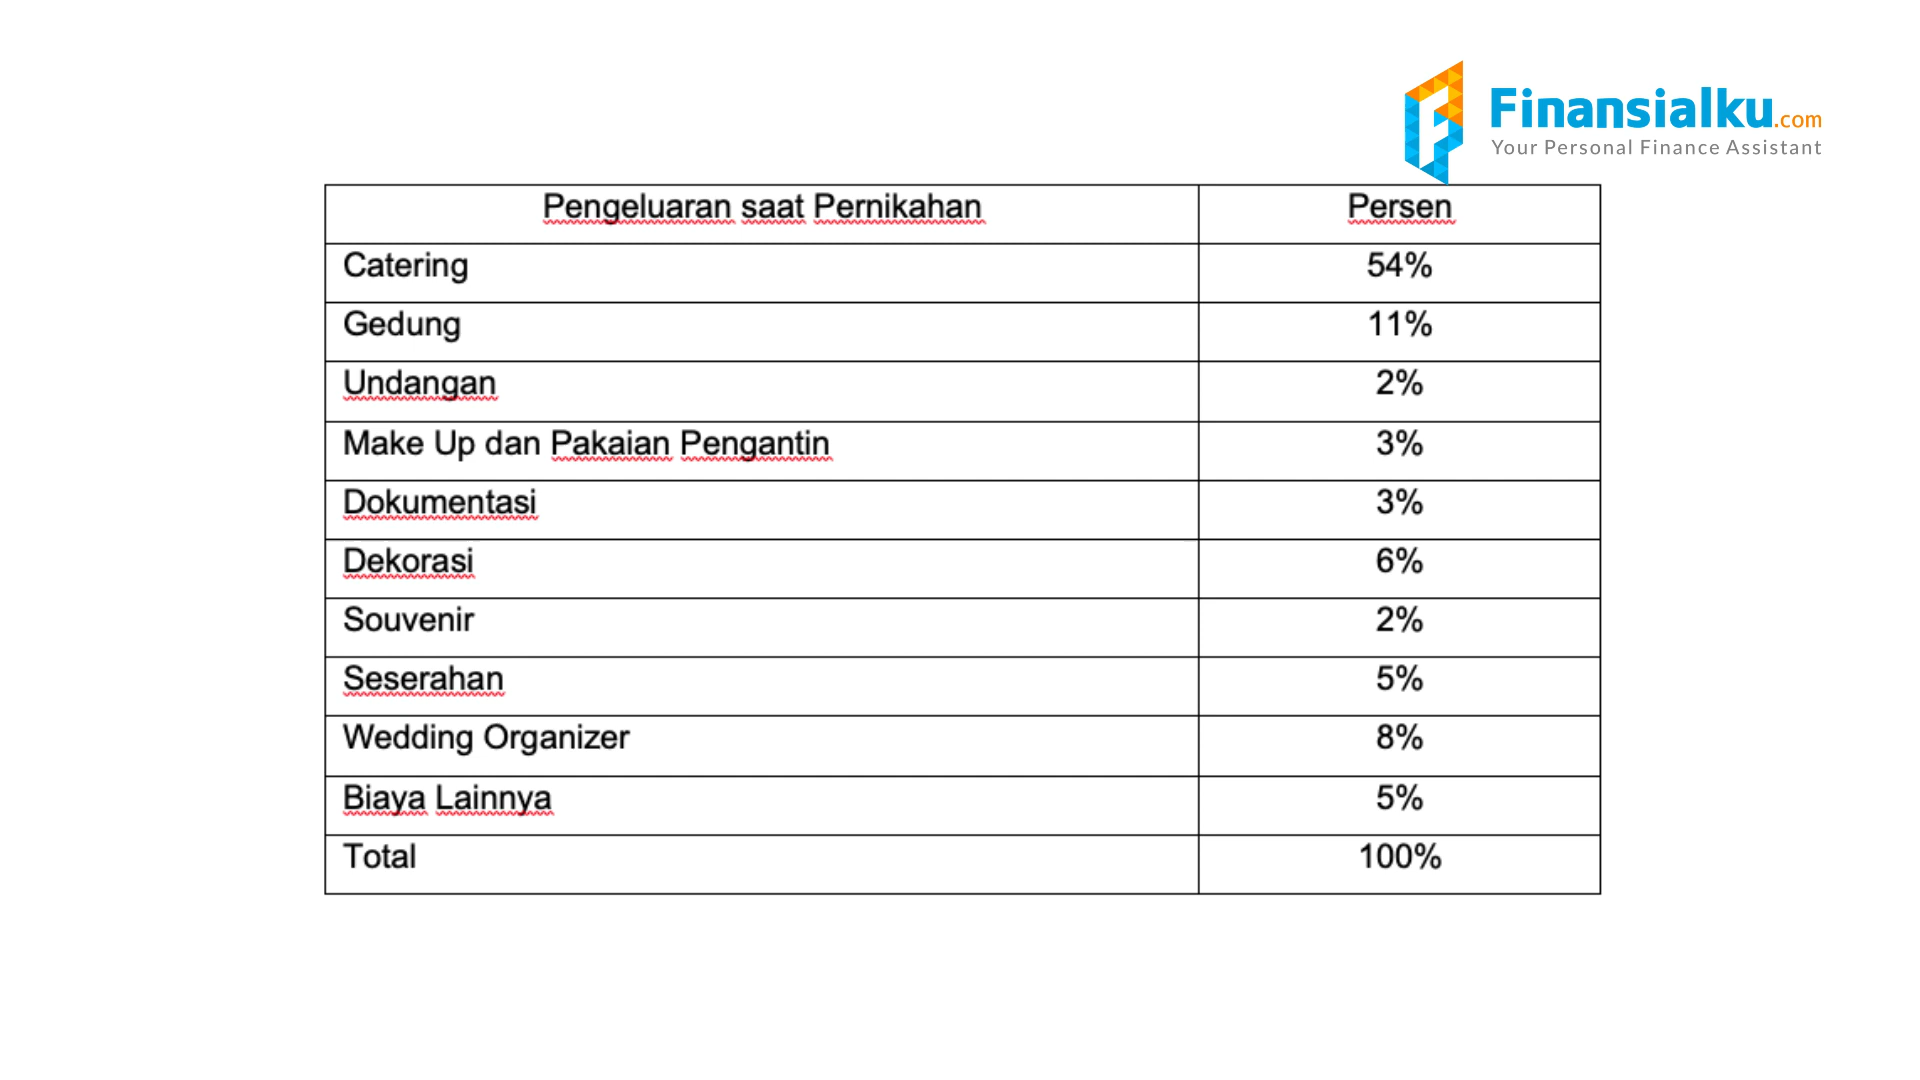 Finansialku.com
Your Personal Finance Assistant
Pengeluaran saat Pernikahan Persen
Catering 54%
Gedung 11%
Undangan 2%
Make Up dan Pakaian Pengantin 3%
Dokumentasi 3%
Dekorasi 6%
Souvenir 2%
Seserahan 5%
Wedding Organizer 8%
Biaya Lainnya 5%
Total 100%